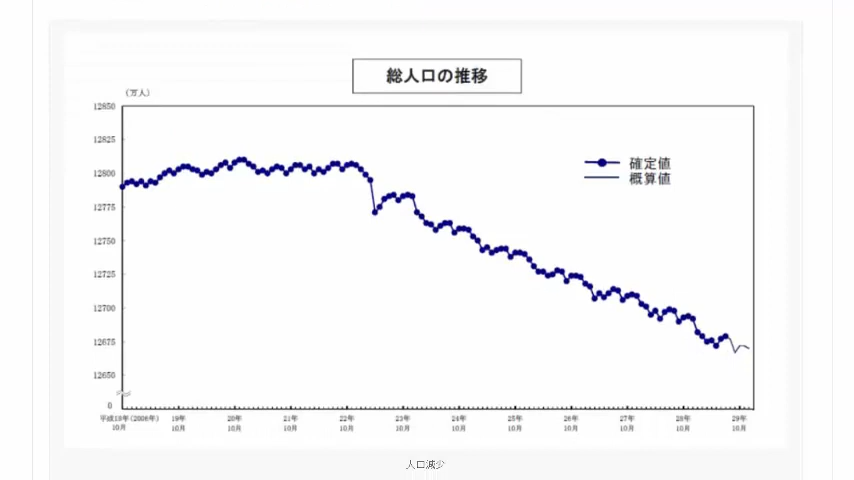 総人口の推移
(万人)
12850
12825
12800
12775
12750
12725
12700
12675
12650
0
確定値
概算値
平成18年(2006年) 19年 20年 21年 22年 23年 24年 25年 26年 27年 28年 29年
10月 10月 10月 10月 10月 10月 10月 10月 10月 10月 10月 10月
人口減少